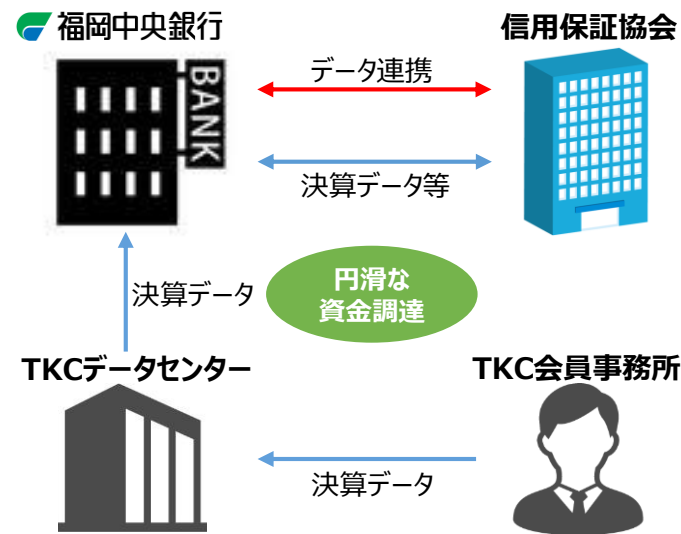 福岡中央銀行
信用保証協会
BANK
データ連携
決算データ等
決算データ
円滑な
資金調達
TKCデータセンター
TKC会員事務所
決算データ